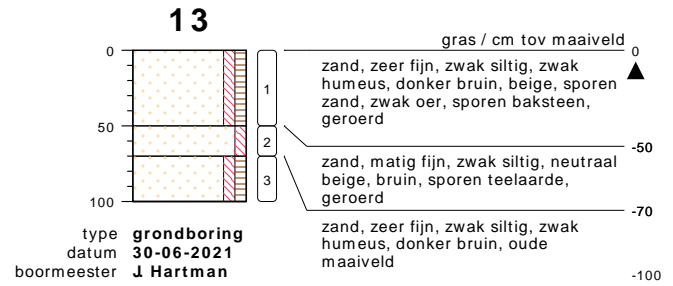 13
gras / cm tov maaiveld
0
0
zand, zeer fijn, zwak siltig, zwak
humeus, donker bruin, beige, sporen
zand, zwak oer, sporen baksteen,
geroerd
1
50
-50
2
zand, matig fijn, zwak siltig, neutraal
beige, bruin, sporen teelaarde,
geroerd
3
-70
100
zand, zeer fijn, zwak siltig, zwak
humeus, donker bruin, oude
maaiveld
-100
type grondboring
datum 30-06-2021
boormeester J Hartman